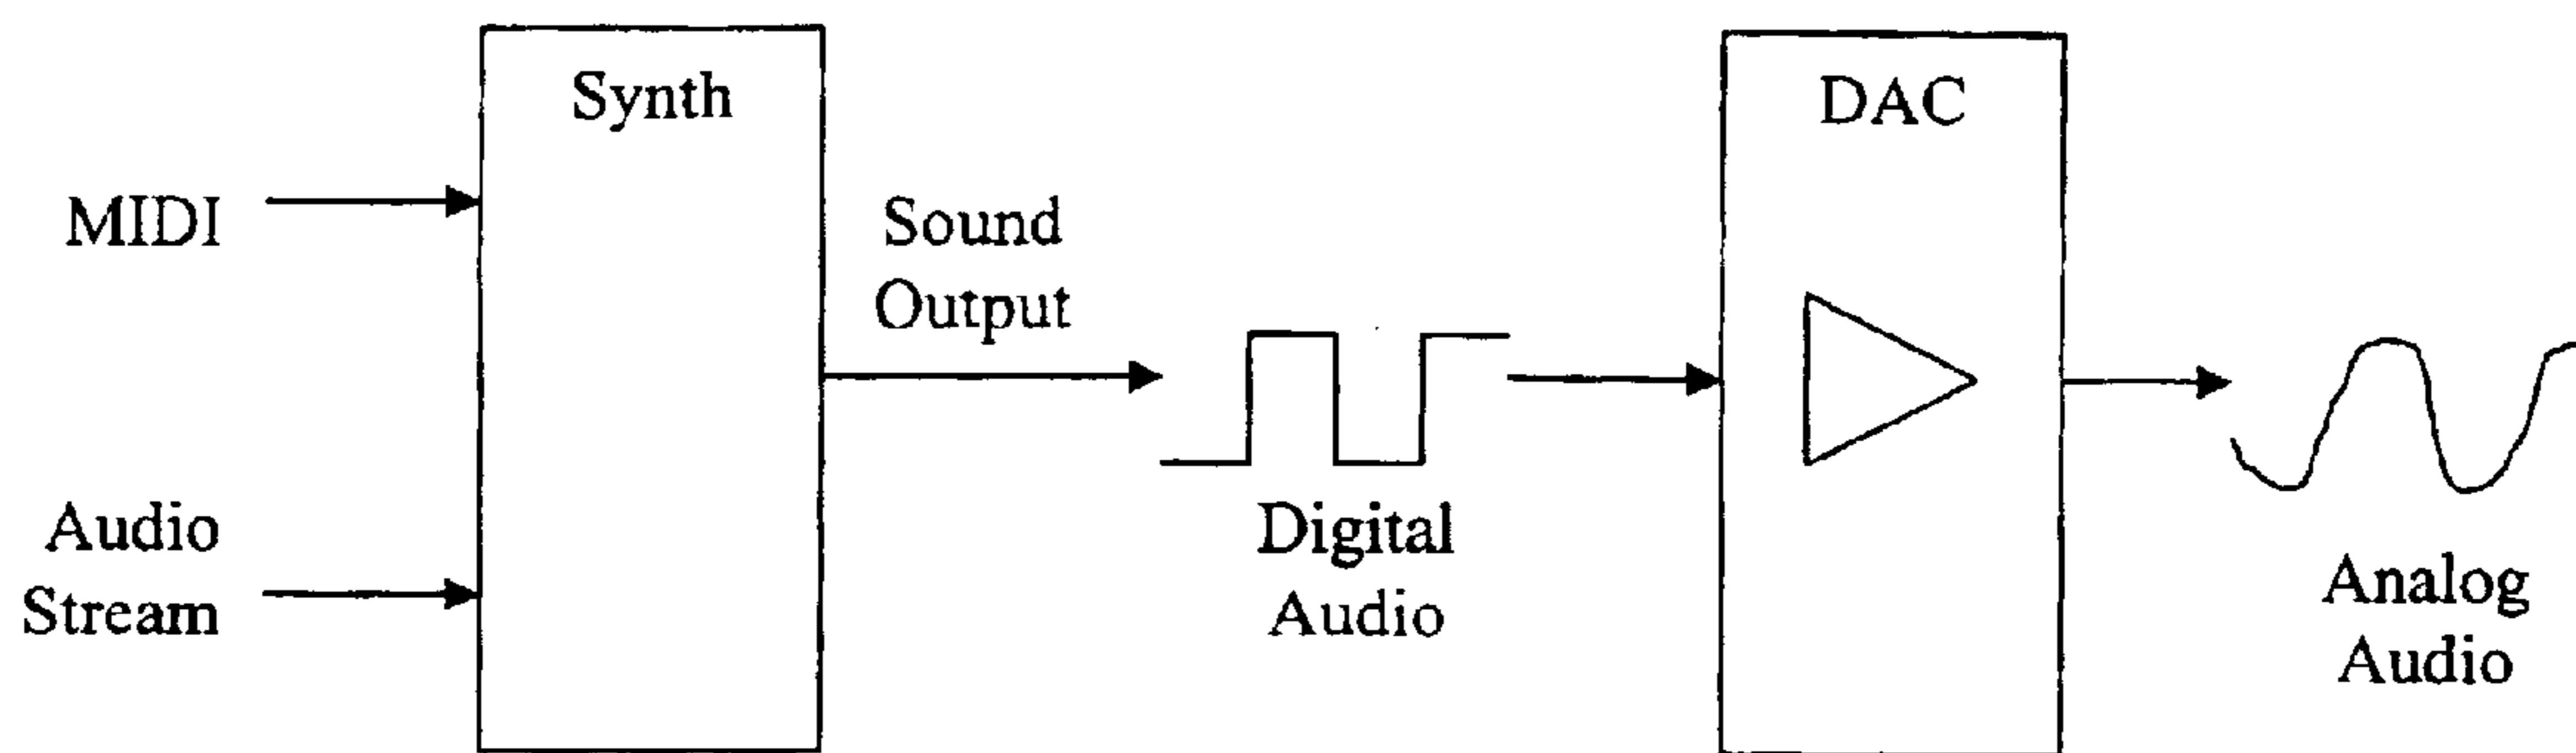 Synth
DAC
MIDI
Sound
Output
Audio
Stream
Digital
Audio
Analog
Audio